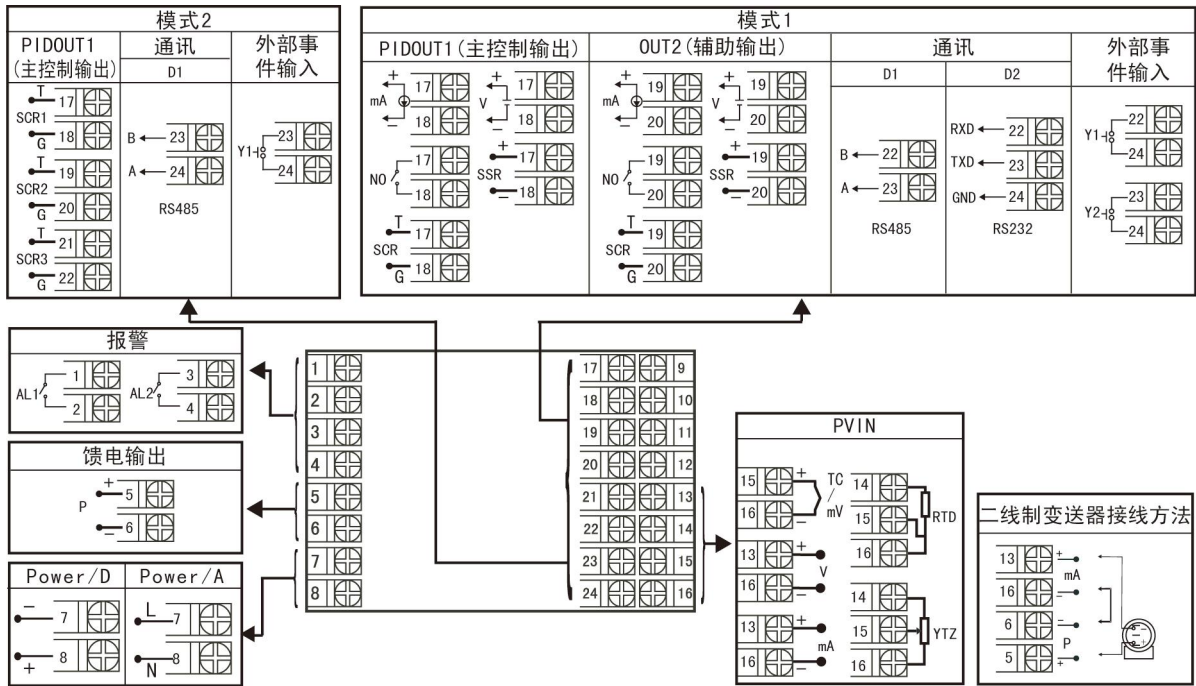 模式2
PIDOUT1
(主控制输出)
通讯
D1
外部事
件输入
T
17
SCR1
18
G
T
19
SCR2
20
G
T
21
SCR3
22
G
B 23
A 24
RS485
23
Y1
24
模式1
PIDOUT1(主控制输出)
OUT2(辅助输出)
通讯
D1
D2
外部事
件输入
+
17
mA
18
−
+
17
V
18
−
17
NO
18
+
17
SSR
18
−
T
17
SCR
18
G
+
19
mA
20
−
+
19
V
20
−
19
NO
20
+
19
SSR
20
−
T
19
SCR
20
G
B 22
A 23
RS485
RXD 22
TXD 23
GND 24
RS232
22
Y1
24
23
Y2
24
报警
1
AL1
2
3
AL2
4
馈电输出
+
5
P
6
−
Power/D
Power/A
−
7
8
+
L
7
8
N
1
2
3
4
5
6
7
8
17 9
18 10
19 11
20 12
21 13
22 14
23 15
24 16
PVIN
15 +
TC
/
mV
16 −
14
15
RTD
16
13 +
V
16 −
13 +
mA
16 −
14
15
YTZ
16
二线制变送器接线方法
13 +
mA
16 −
6 −
P
5 +
−
+